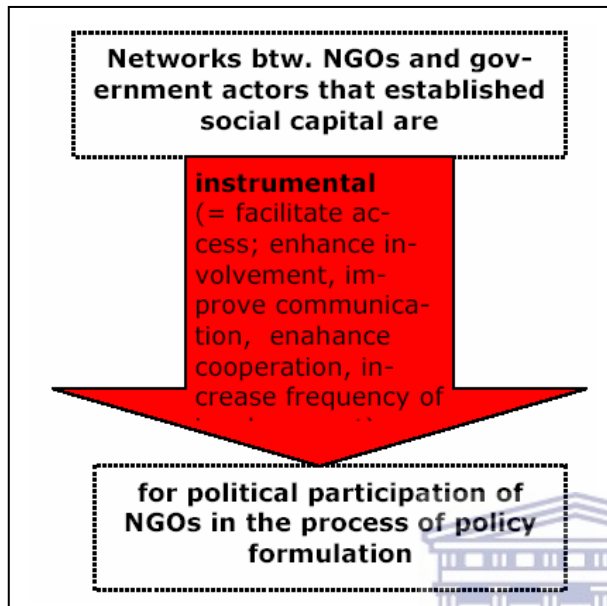 Networks btw. NGOs and gov-
ernment actors that established
social capital are
instrumental
(= facilitate ac-
cess; enhance in-
volvement, im-
prove communica-
tion, enahance
cooperation, in-
crease frequency of
for political participation of
NGOs in the process of policy
formulation